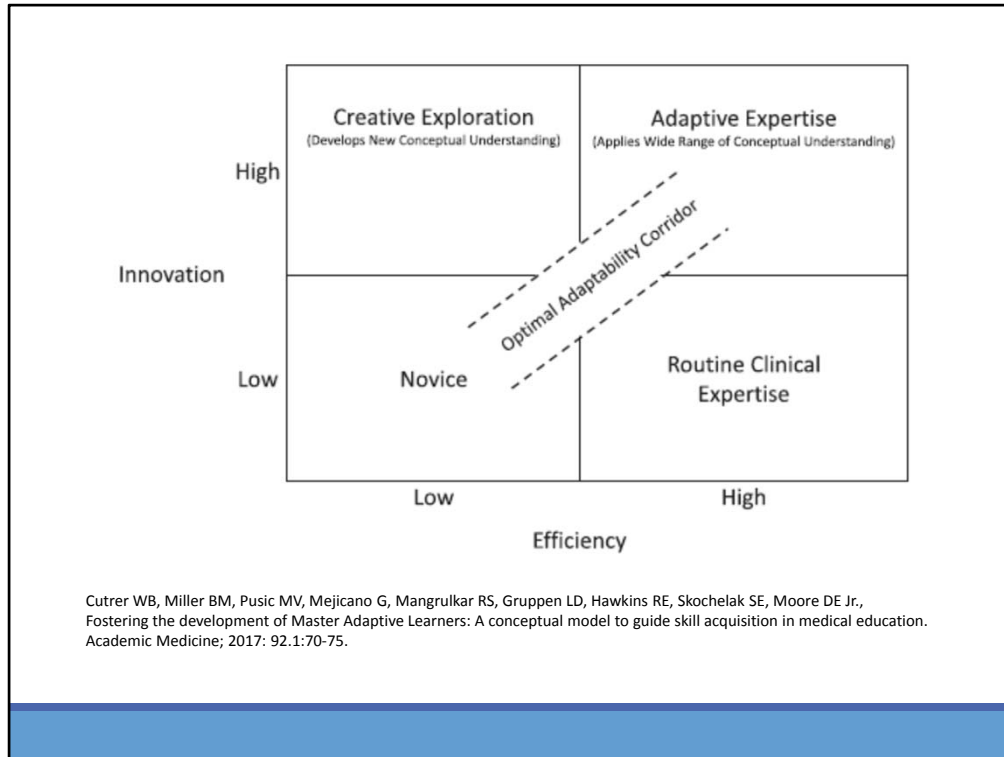 Creative Exploration
(Develops New Conceptual Understanding)
Adaptive Expertise
(Applies Wide Range of Conceptual Understanding)
High
Optimal Adaptability Corridor
Innovation
Low
Novice
Routine Clinical
Expertise
Low
High
Efficiency
Cutrer WB, Miller BM, Pusic MV, Mejicano G, Mangrulkar RS, Gruppen LD, Hawkins RE, Skochelak SE, Moore DE Jr.,
Fostering the development of Master Adaptive Learners: A conceptual model to guide skill acquisition in medical education.
Academic Medicine; 2017: 92.1:70-75.